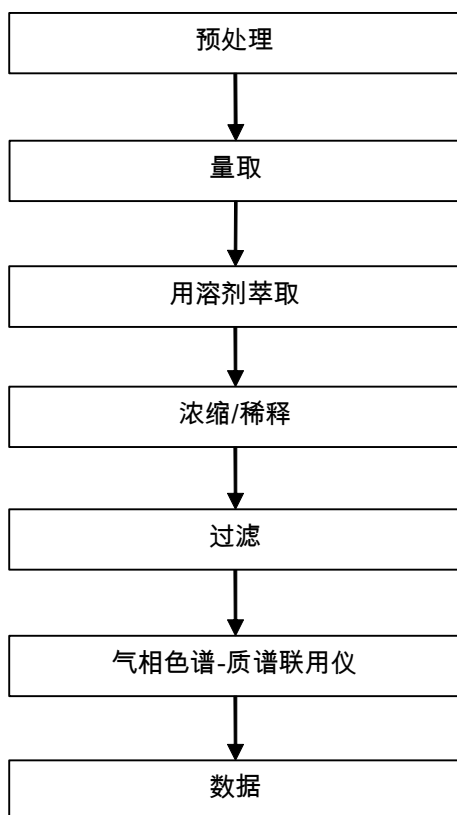 预处理
量取
用溶剂萃取
浓缩/稀释
过滤
气相色谱-质谱联用仪
数据